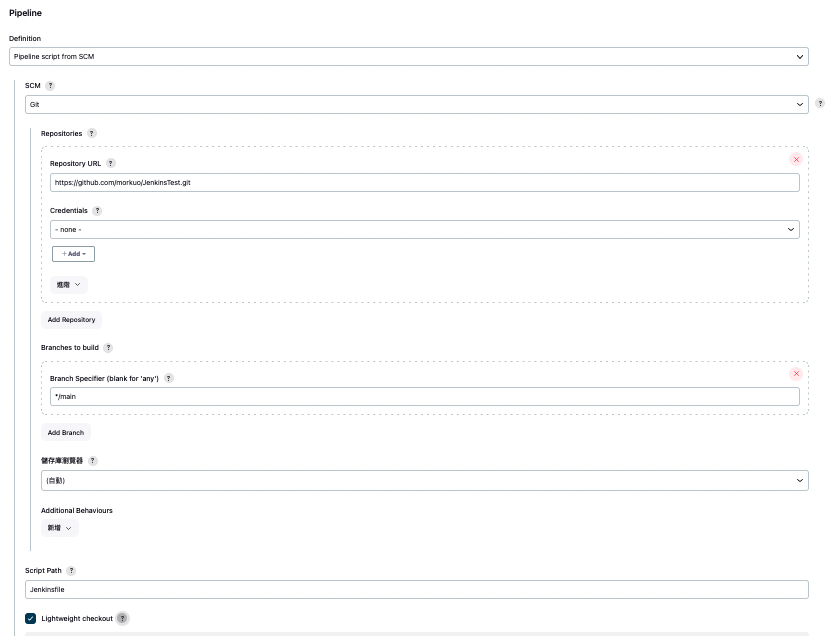 Pipeline
Definition
Pipeline script from SCM
SCM ?
Git
?
Repositories ?
Repository URL ?
https://github.com/morkuo/JenkinsTest.git
Credentials ?
- none -
+ Add
進階
Add Repository
Branches to build ?
Branch Specifier (blank for 'any') ?
*/main
Add Branch
儲存庫瀏覽器 ?
(自動)
Additional Behaviours
新增
Script Path ?
Jenkinsfile
Lightweight checkout ?